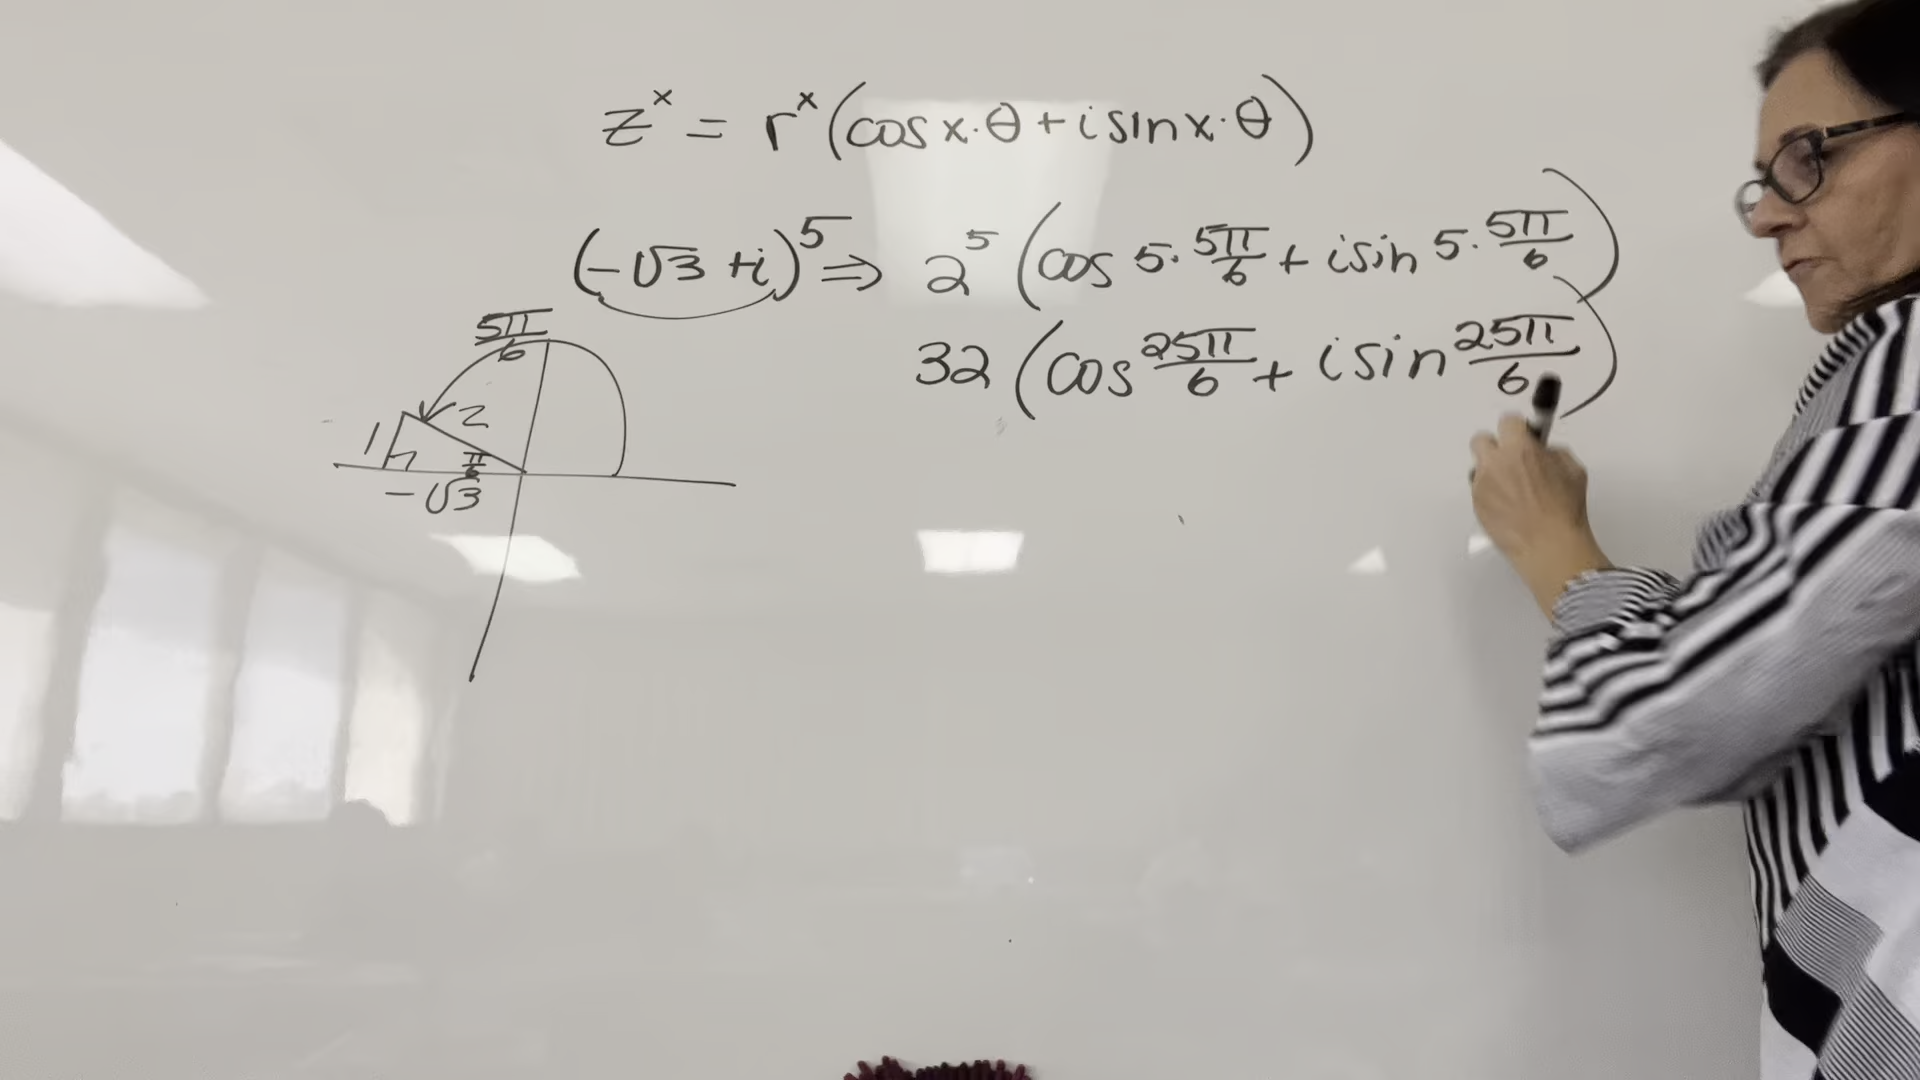 z^x = r^x (cos x·θ + i sin x·θ)
(-√3 + i)^5 ⇒ 2^5 (cos 5·5π/6 + i sin 5·5π/6)
32 (cos 25π/6 + i sin 25π/6)
5π/6
2
1
π/6
-√3